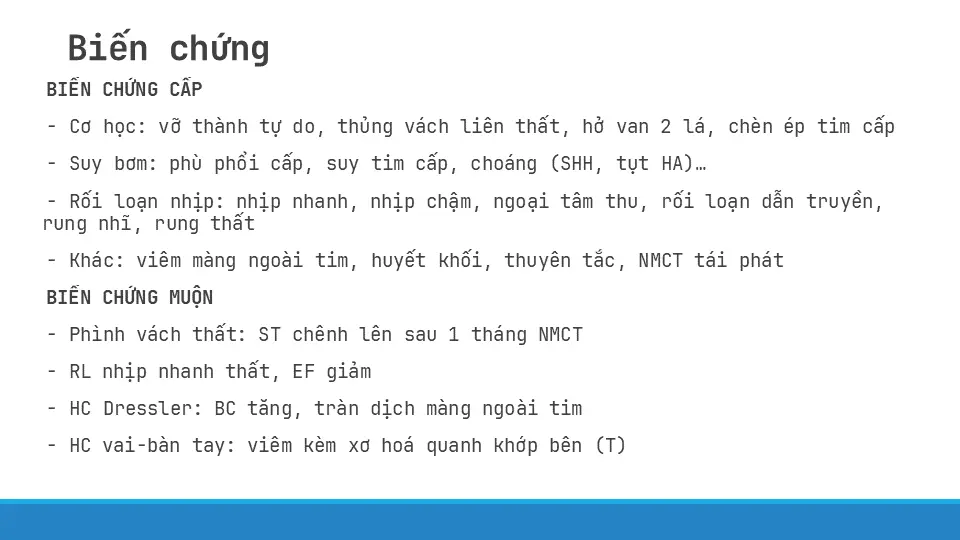 Biến chứng
BIẾN CHỨNG CẤP
- Cơ học: vỡ thành tự do, thủng vách liên thất, hở van 2 lá, chèn ép tim cấp
- Suy bơm: phù phổi cấp, suy tim cấp, choáng (SHH, tụt HA)…
- Rối loạn nhịp: nhịp nhanh, nhịp chậm, ngoại tâm thu, rối loạn dẫn truyền,
rung nhĩ, rung thất
- Khác: viêm màng ngoài tim, huyết khối, thuyên tắc, NMCT tái phát
BIẾN CHỨNG MUỘN
- Phình vách thất: ST chênh lên sau 1 tháng NMCT
- RL nhịp nhanh thất, EF giảm
- HC Dressler: BC tăng, tràn dịch màng ngoài tim
- HC vai-bàn tay: viêm kèm xơ hoá quanh khớp bên (T)